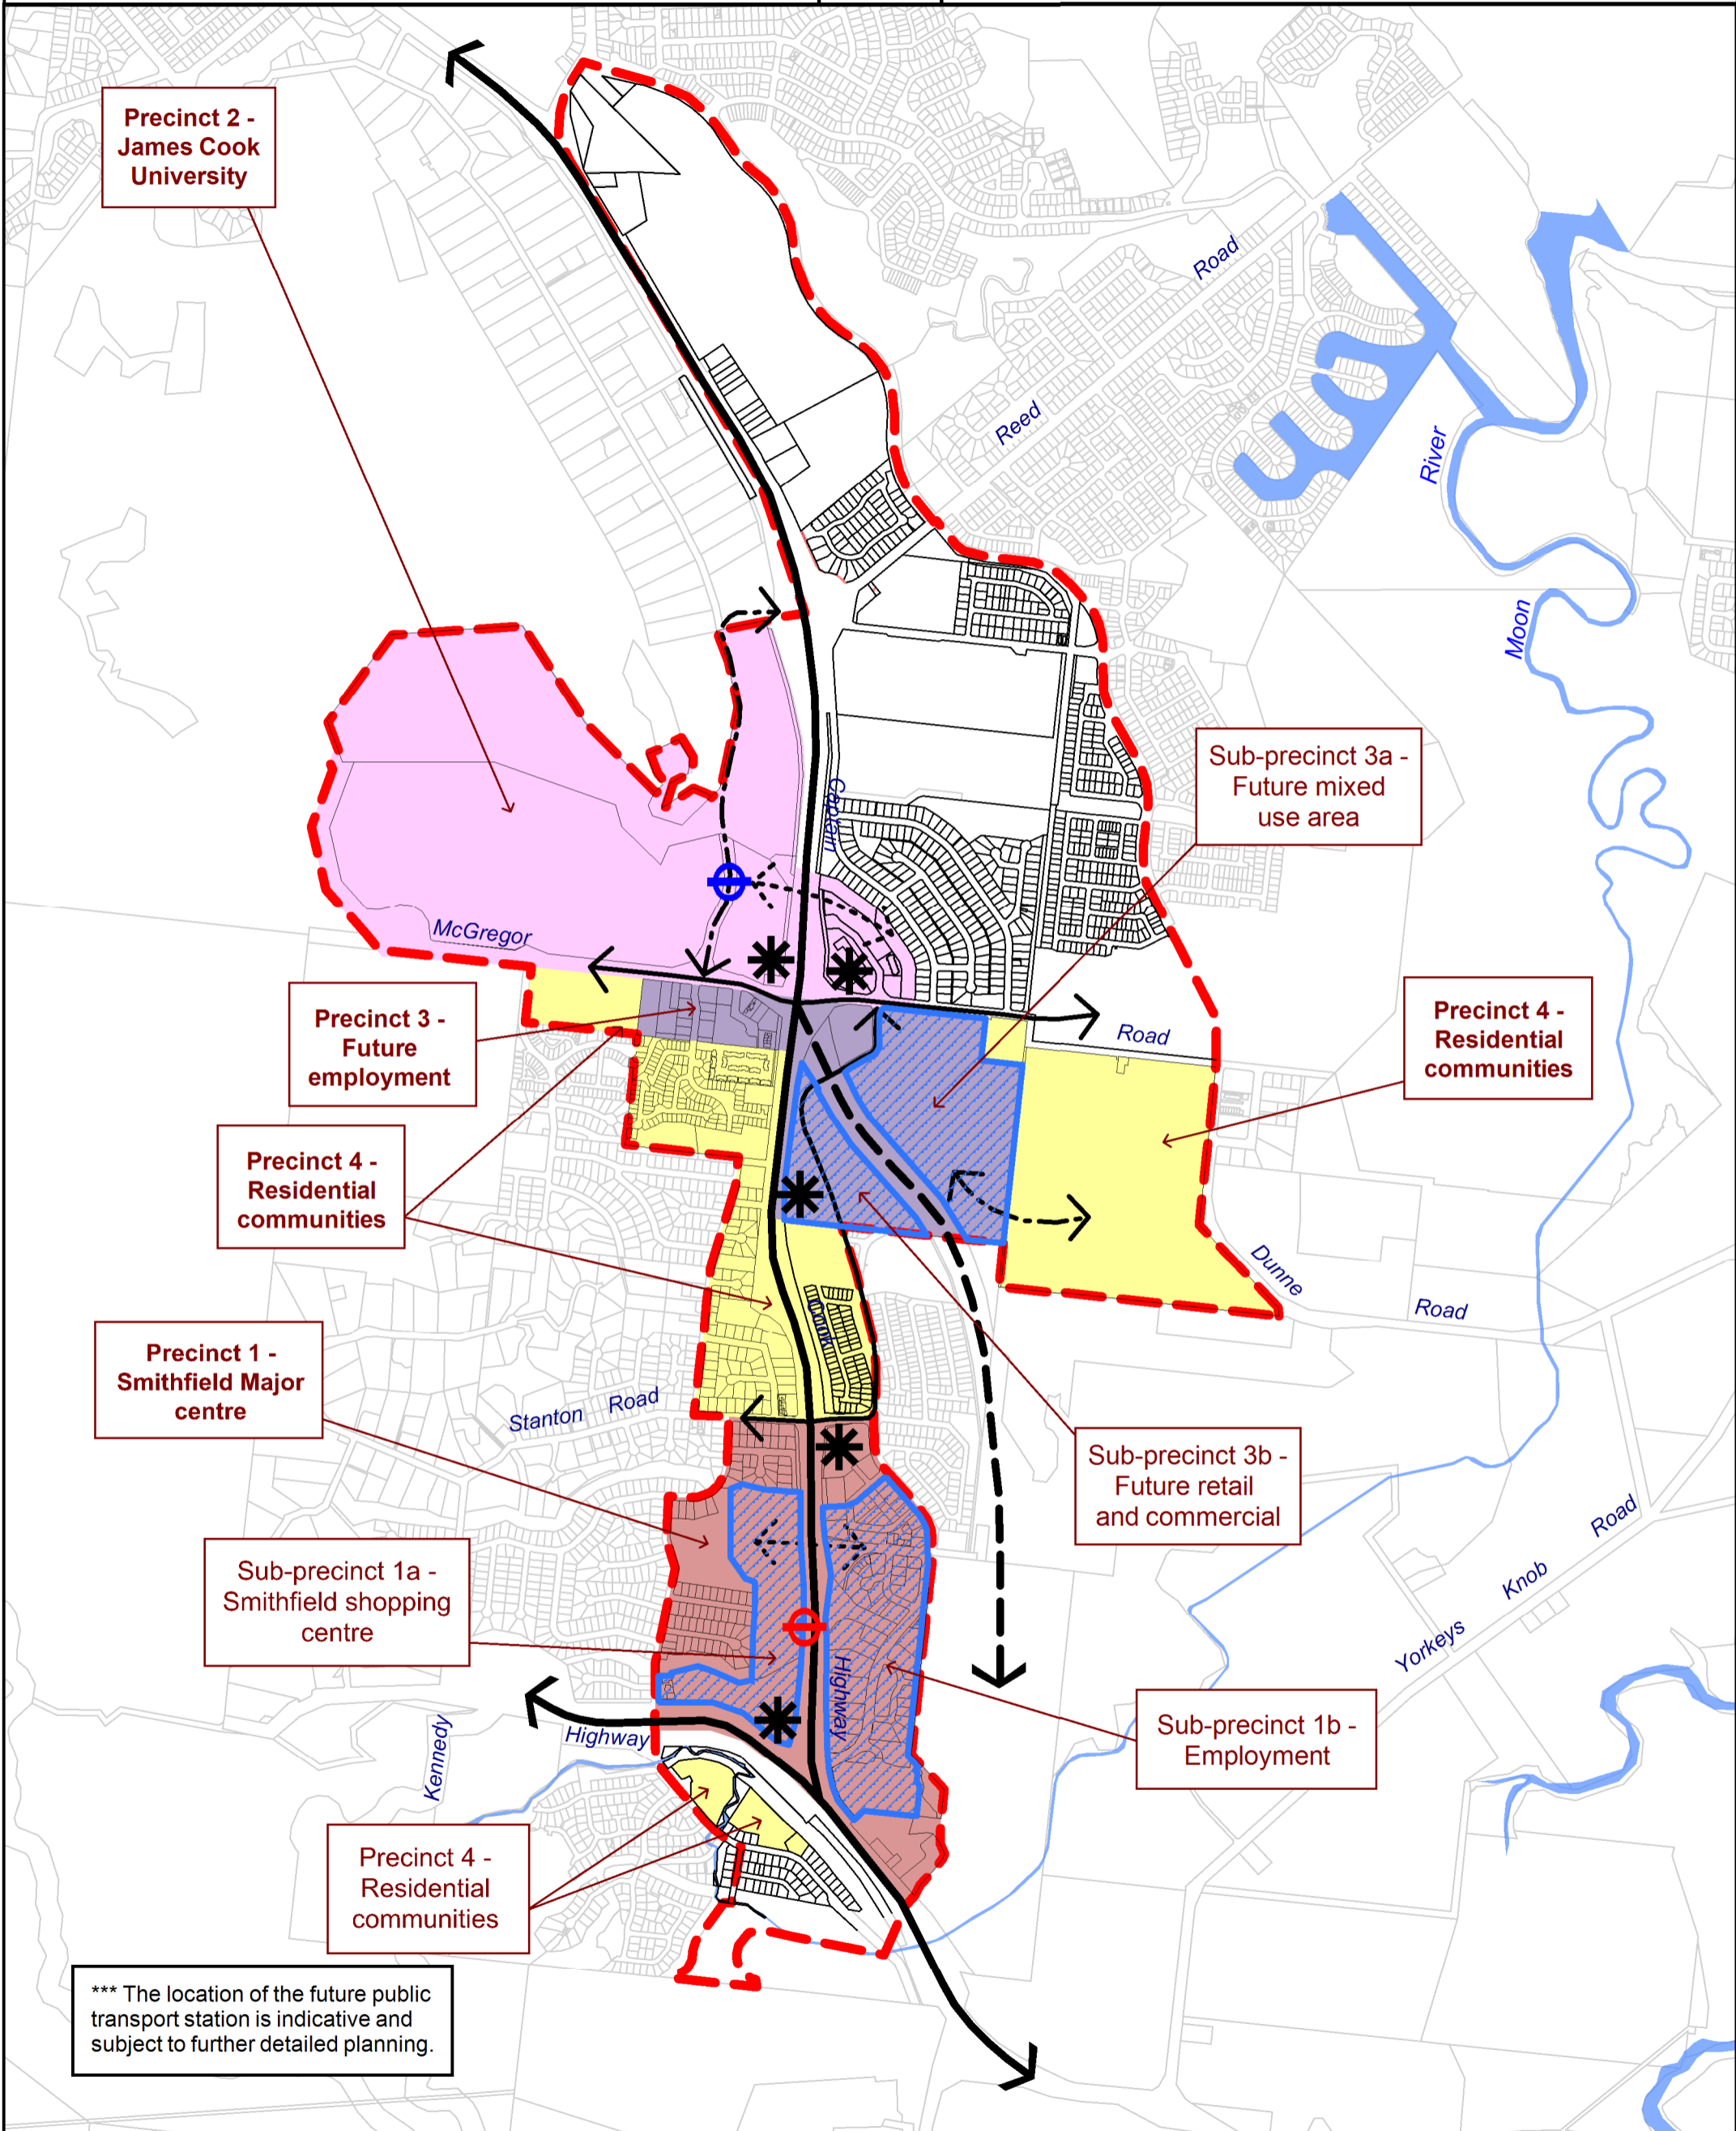 Precinct 2 -
James Cook
University
Road
Reed
River
Moon
Sub-precinct 3a -
Future mixed
use area
Captain
McGregor
Road
Precinct 3 -
Future
employment
Precinct 4 -
Residential
communities
Precinct 4 -
Residential
communities
Dunne
Road
Cook
Precinct 1 -
Smithfield Major
centre
Stanton Road
Sub-precinct 3b -
Future retail
and commercial
Road
Knob
Yorkeys
Sub-precinct 1a -
Smithfield shopping
centre
Highway
Sub-precinct 1b -
Employment
Kennedy
Highway
Precinct 4 -
Residential
communities
*** The location of the future public
transport station is indicative and
subject to further detailed planning.